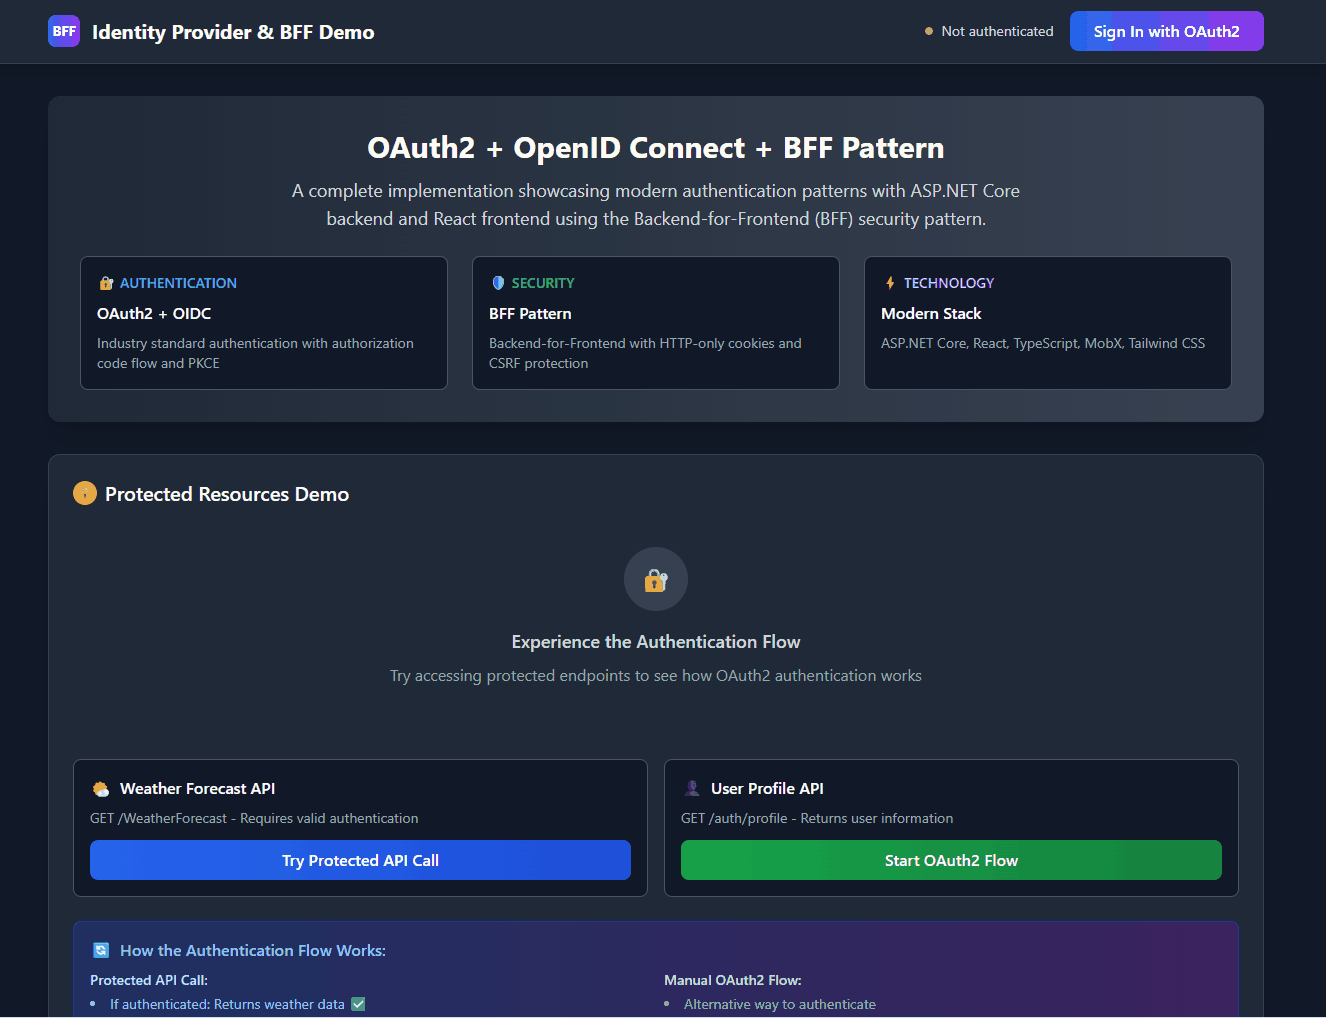 BFF
Identity Provider & BFF Demo
Not authenticated
Sign In with OAuth2
OAuth2 + OpenID Connect + BFF Pattern
A complete implementation showcasing modern authentication patterns with ASP.NET Core
backend and React frontend using the Backend-for-Frontend (BFF) security pattern.
AUTHENTICATION
OAuth2 + OIDC
Industry standard authentication with authorization
code flow and PKCE
SECURITY
BFF Pattern
Backend-for-Frontend with HTTP-only cookies and
CSRF protection
TECHNOLOGY
Modern Stack
ASP.NET Core, React, TypeScript, MobX, Tailwind CSS
Protected Resources Demo
Experience the Authentication Flow
Try accessing protected endpoints to see how OAuth2 authentication works
Weather Forecast API
GET /WeatherForecast - Requires valid authentication
Try Protected API Call
User Profile API
GET /auth/profile - Returns user information
Start OAuth2 Flow
How the Authentication Flow Works:
Protected API Call:
• If authenticated: Returns weather data ✅
Manual OAuth2 Flow:
• Alternative way to authenticate